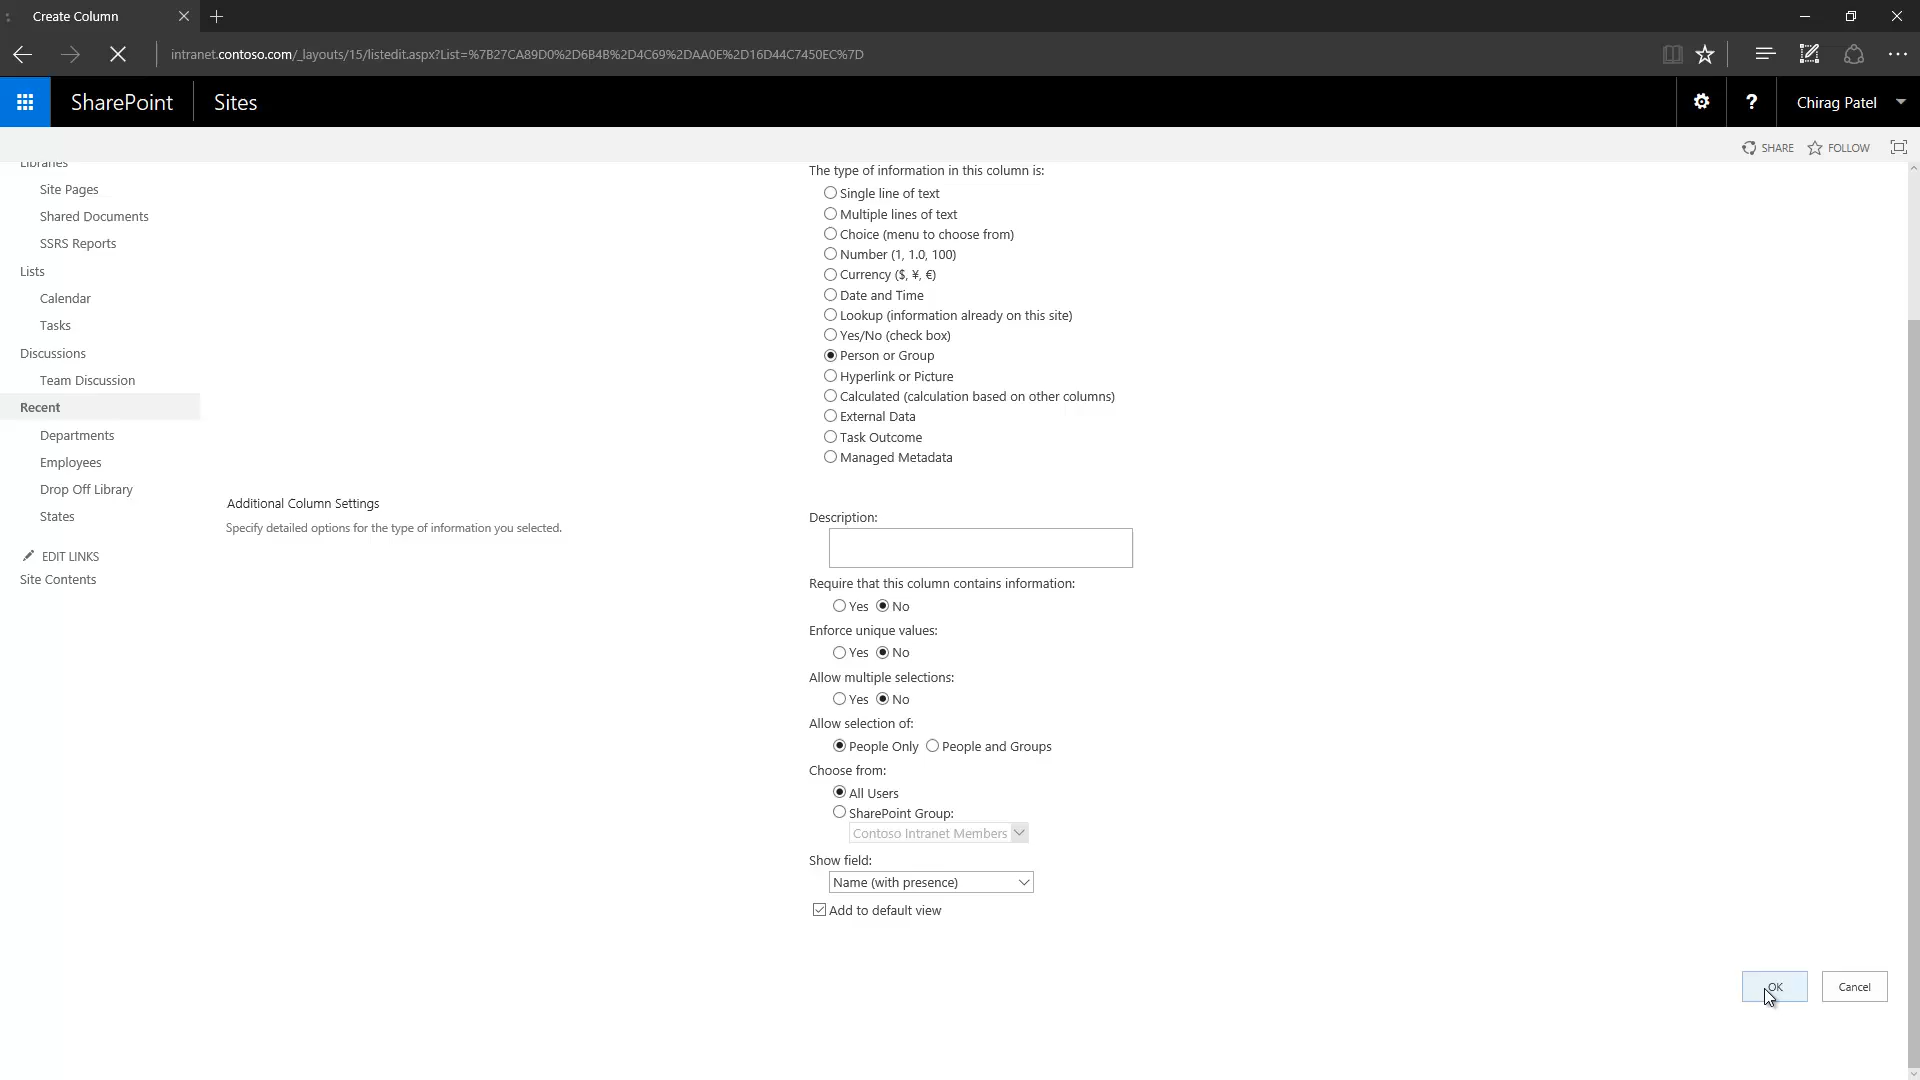 Create Column
intranet.contoso.com/_layouts/15/listedit.aspx?List=%7B27CA89D0%2D6B4B%2D4C69%2DAA0E%2D16D44C7450EC%7D
SharePoint Sites ? Chirag Patel
SHARE FOLLOW
Libraries
Site Pages
Shared Documents
SSRS Reports
Lists
Calendar
Tasks
Discussions
Team Discussion
Recent
Departments
Employees
Drop Off Library
States
EDIT LINKS
Site Contents
The type of information in this column is:
Single line of text
Multiple lines of text
Choice (menu to choose from)
Number (1, 1.0, 100)
Currency ($, ¥, €)
Date and Time
Lookup (information already on this site)
Yes/No (check box)
Person or Group
Hyperlink or Picture
Calculated (calculation based on other columns)
External Data
Task Outcome
Managed Metadata
Additional Column Settings
Specify detailed options for the type of information you selected.
Description:
Require that this column contains information:
Yes No
Enforce unique values:
Yes No
Allow multiple selections:
Yes No
Allow selection of:
People Only People and Groups
Choose from:
All Users
SharePoint Group:
Contoso Intranet Members
Show field:
Name (with presence)
Add to default view
OK Cancel